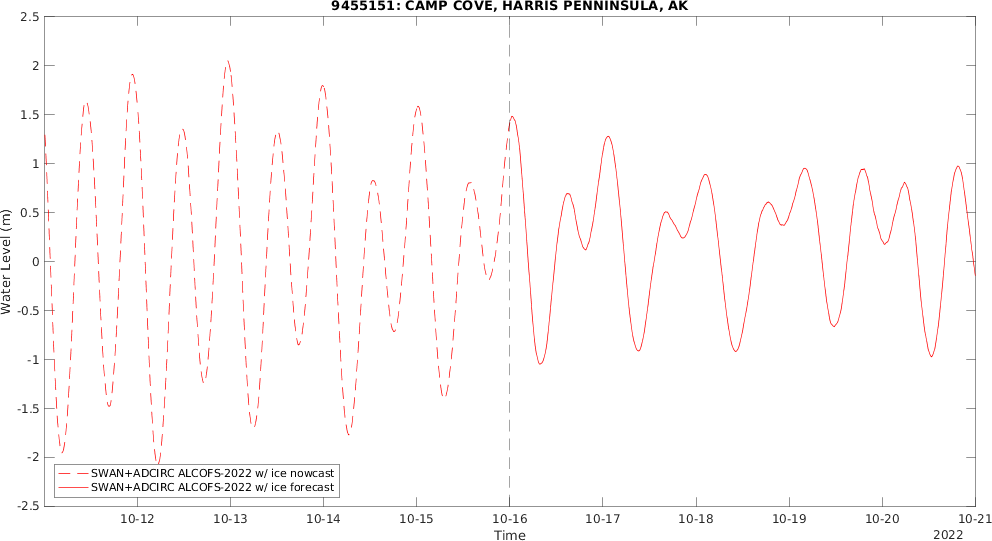 9455151: CAMP COVE, HARRIS PENNINSULA, AK
2.5
2
1.5
1
0.5
0
-0.5
-1
-1.5
-2
-2.5
Water Level (m)
SWAN+ADCIRC ALCOFS-2022 w/ ice nowcast
SWAN+ADCIRC ALCOFS-2022 w/ ice forecast
10-12 10-13 10-14 10-15 10-16 10-17 10-18 10-19 10-20 10-21
Time
2022